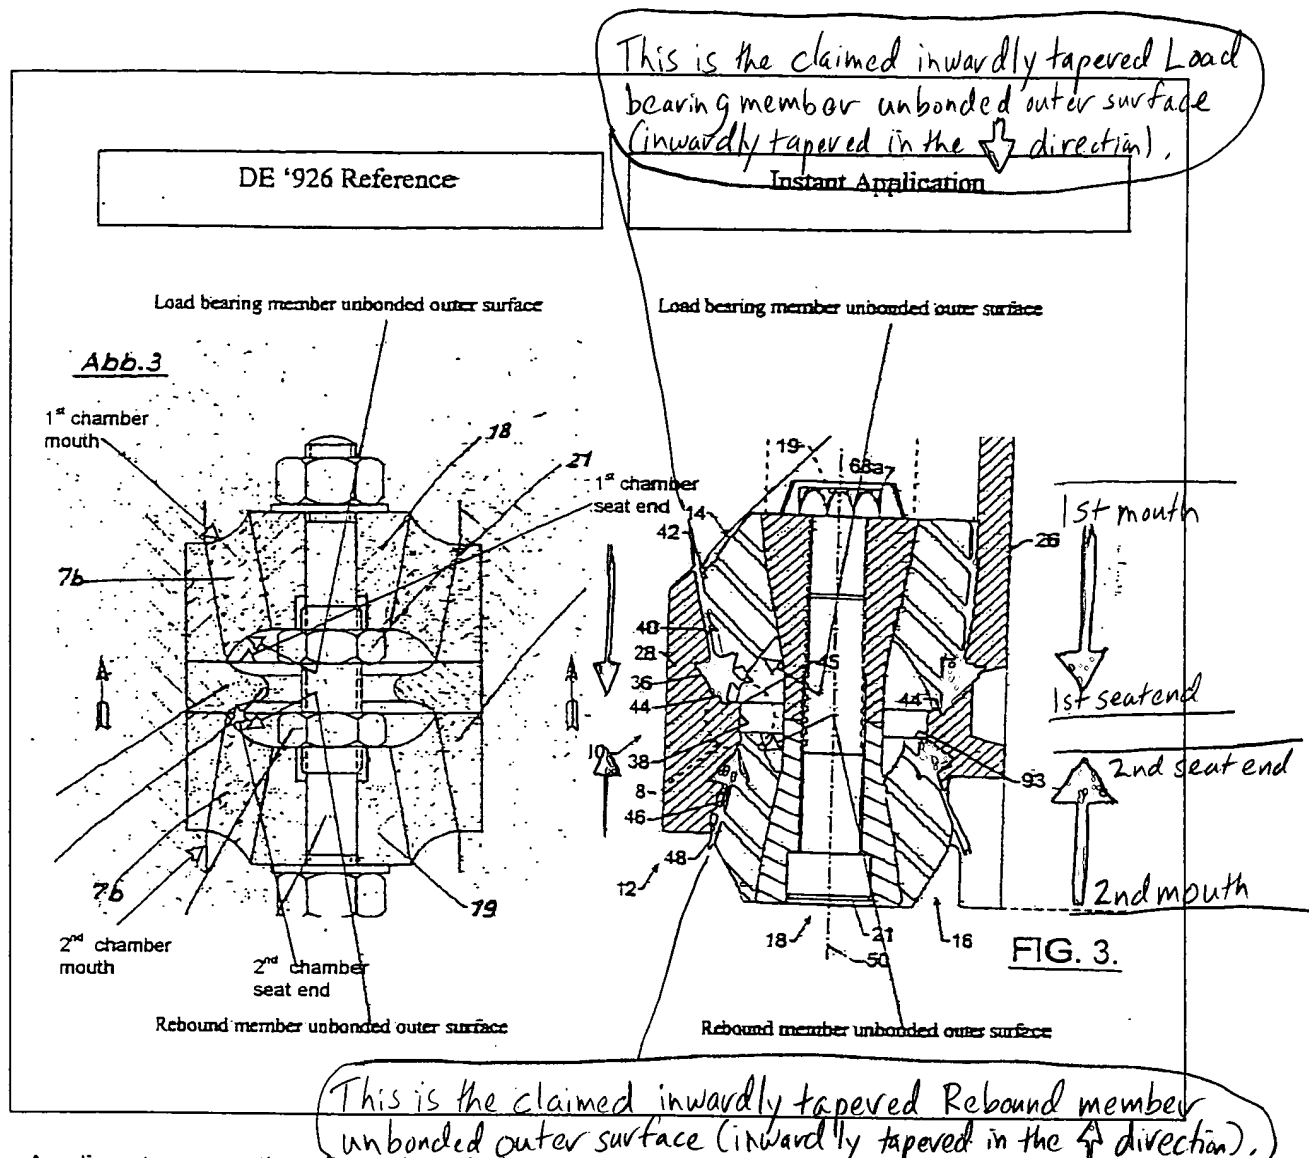 This is the claimed inwardly tapered Load
bearing member unbonded outer surface
(inwardly tapered in the direction).
DE '926 Reference
Instant Application
Load bearing member unbonded outer surface
Load bearing member unbonded outer surface
Abb.3
1st chamber
mouth
18
21
1st chamber
seat end
7b
7b
19
2nd chamber
mouth
2nd chamber
seat end
Rebound member unbonded outer surface
19
68a
14
42
40
28
36
44
10
38
8
46
48
12
18
21
50
16
15
44
93
26
FIG. 3.
1st mouth
1st seat end
2nd seat end
2nd mouth
Rebound member unbonded outer surface
This is the claimed inwardly tapered Rebound member
unbonded outer surface (inwardly tapered in the direction).